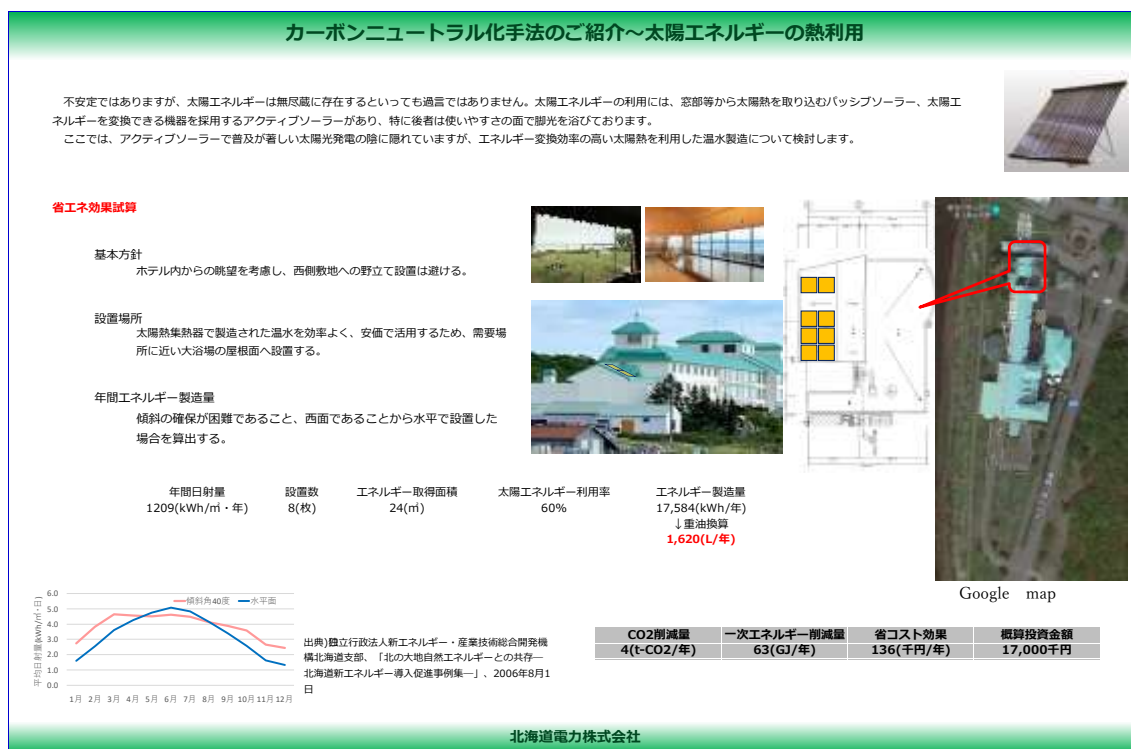 カーボンニュートラル化手法のご紹介～太陽エネルギーの熱利用
不安定ではありますが、太陽エネルギーは無尽蔵に存在するといっても過言ではありません。太陽エネルギーの利用には、窓部等から太陽熱を取り込むパッシブソーラー、太陽エ
ネルギーを変換できる機器を採用するアクティブソーラーがあり、特に後者は使いやすさの面で脚光を浴びております。
ここでは、アクティブソーラーで普及が著しい太陽光発電の陰に隠れていますが、エネルギー変換効率の高い太陽熱を利用した温水製造について検討します。
省エネ効果試算
基本方針
ホテル内からの眺望を考慮し、西側敷地への野立て設置は避ける。
設置場所
太陽熱集熱器で製造された温水を効率よく、安価で活用するため、需要場
所に近い大浴場の屋根面へ設置する。
年間エネルギー製造量
傾斜の確保が困難であること、西面であることから水平で設置した
場合を算出する。
年間日射量 設置数 エネルギー取得面積 太陽エネルギー利用率 エネルギー製造量
1209(kWh/㎡・年) 8(枚) 24(㎡) 60% 17,584(kWh/年)
↓重油換算
1,620(L/年)
Google map
平均日射量(kWh/㎡・日)
6.0
5.0
4.0
3.0
2.0
1.0
0.0
傾斜角40度 水平面
1月 2月 3月 4月 5月 6月 7月 8月 9月 10月 11月 12月
出典)独立行政法人新エネルギー・産業技術総合開発機
構北海道支部、「北の大地自然エネルギーとの共存―
北海道新エネルギー導入促進事例集―」、2006年8月1
日
CO2削減量 一次エネルギー削減量 省コスト効果 概算投資金額
4(t-CO2/年) 63(GJ/年) 136(千円/年) 17,000千円
北海道電力株式会社